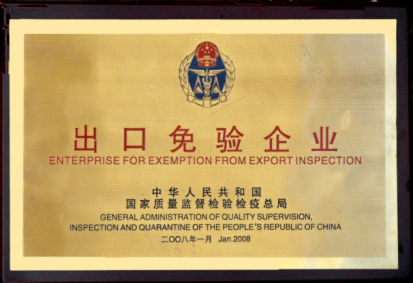 出口免验企业
ENTERPRISE FOR EXEMPTION FROM EXPORT INSPECTION
中华人民共和国
国家质量监督检验检疫总局
GENERAL ADMINISTRATION OF QUALITY SUPERVISION,
INSPECTION AND QUARANTINE OF THE PEOPLE'S REPUBLIC OF CHINA
二〇〇八年一月 Jan.2008